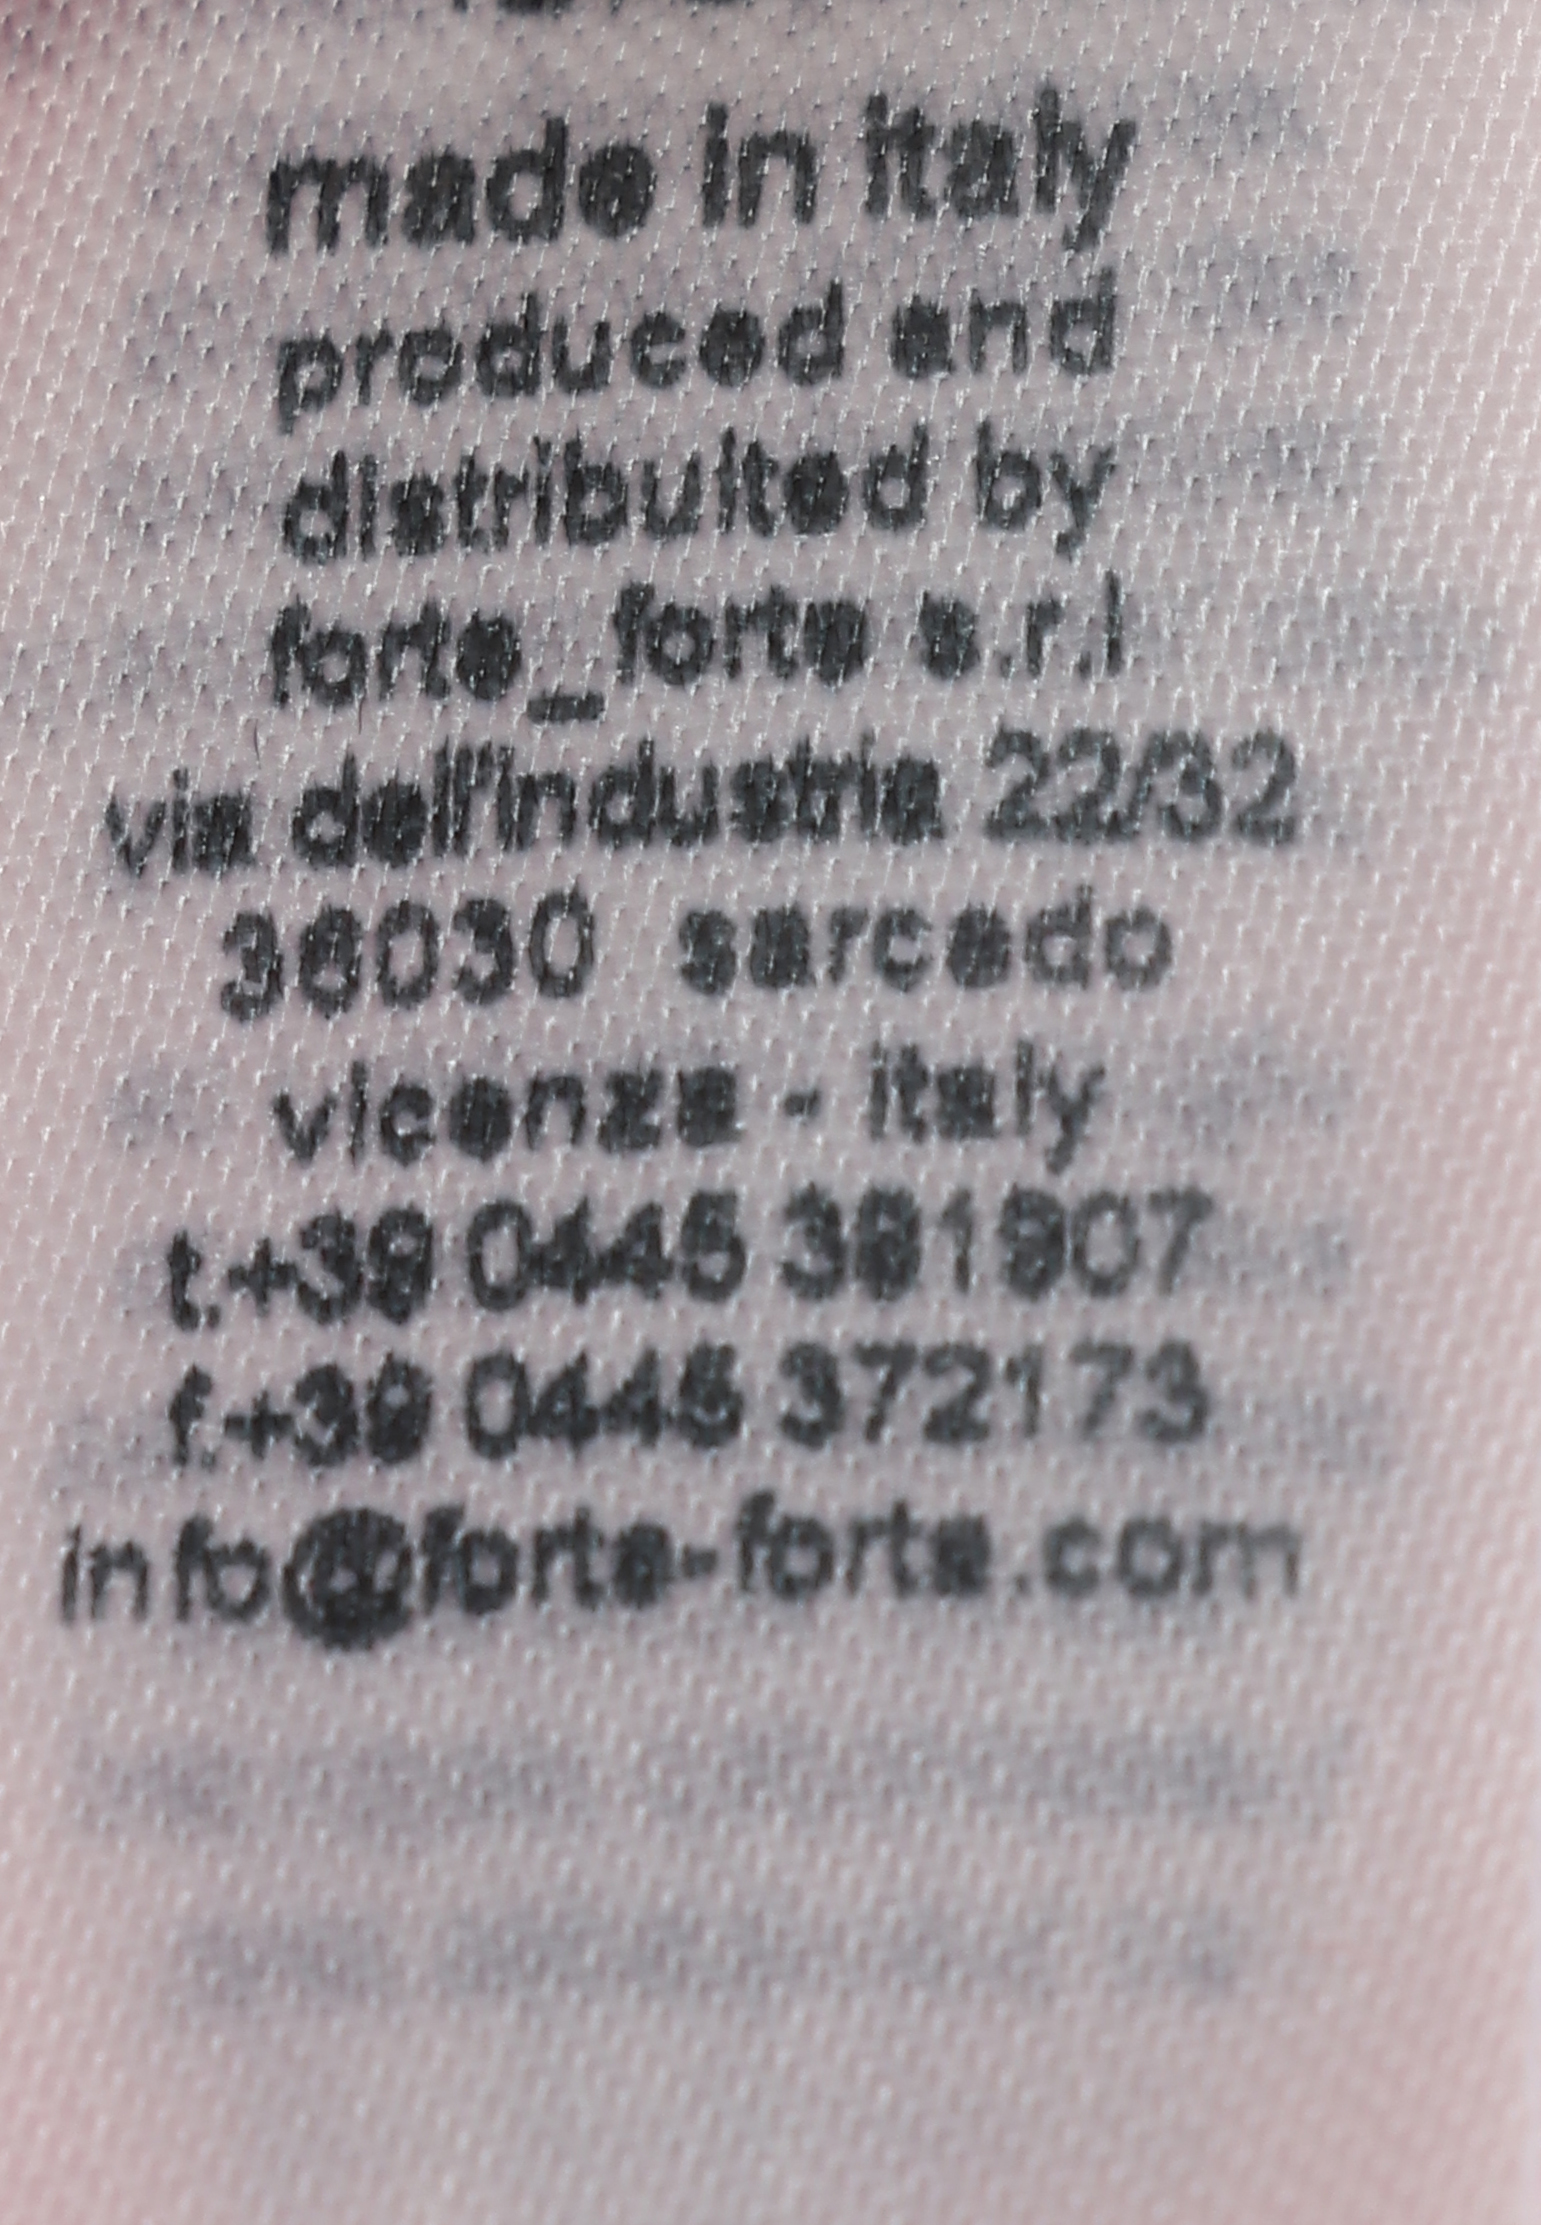 made in italy
produced and
distribuited by
forte_forte s.r.l
via dell'industria 22/32
36030 sarcedo
vicenza - italy
t.+39 0445 381907
f.+39 0445 372173
info@forte-forte.com